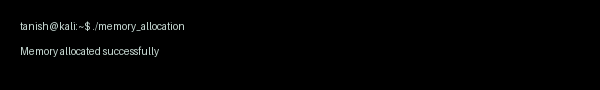 tanish@kali:~$ ./memory_allocation
Memory allocated successfully